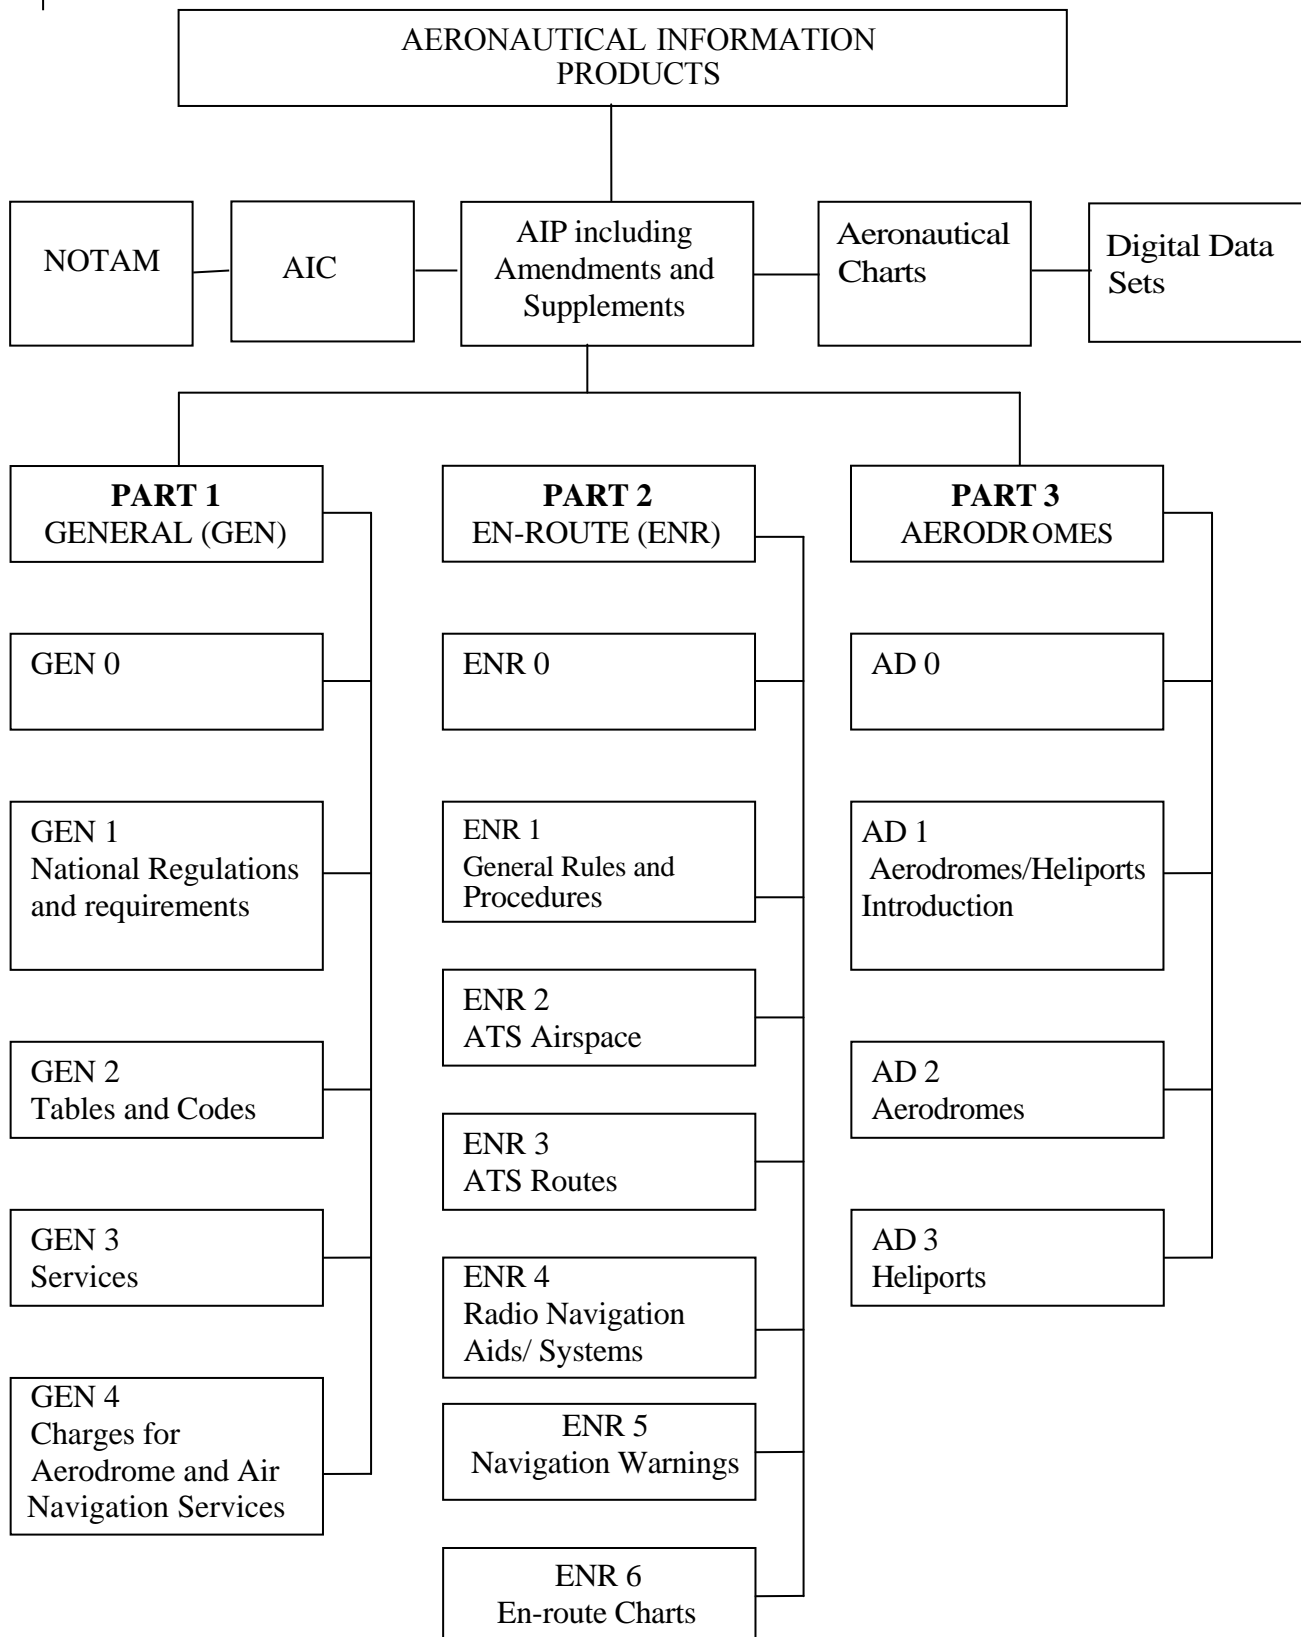 AERONAUTICAL INFORMATION
PRODUCTS
NOTAM
AIC
AIP including
Amendments and
Supplements
Aeronautical
Charts
Digital Data
Sets
PART 1
GENERAL (GEN)
GEN 0
GEN 1
National Regulations
and requirements
GEN 2
Tables and Codes
GEN 3
Services
GEN 4
Charges for
Aerodrome and Air
Navigation Services
PART 2
EN-ROUTE (ENR)
ENR 0
ENR 1
General Rules and
Procedures
ENR 2
ATS Airspace
ENR 3
ATS Routes
ENR 4
Radio Navigation
Aids/ Systems
ENR 5
Navigation Warnings
ENR 6
En-route Charts
PART 3
AERODROMES
AD 0
AD 1
Aerodromes/Heliports
Introduction
AD 2
Aerodromes
AD 3
Heliports